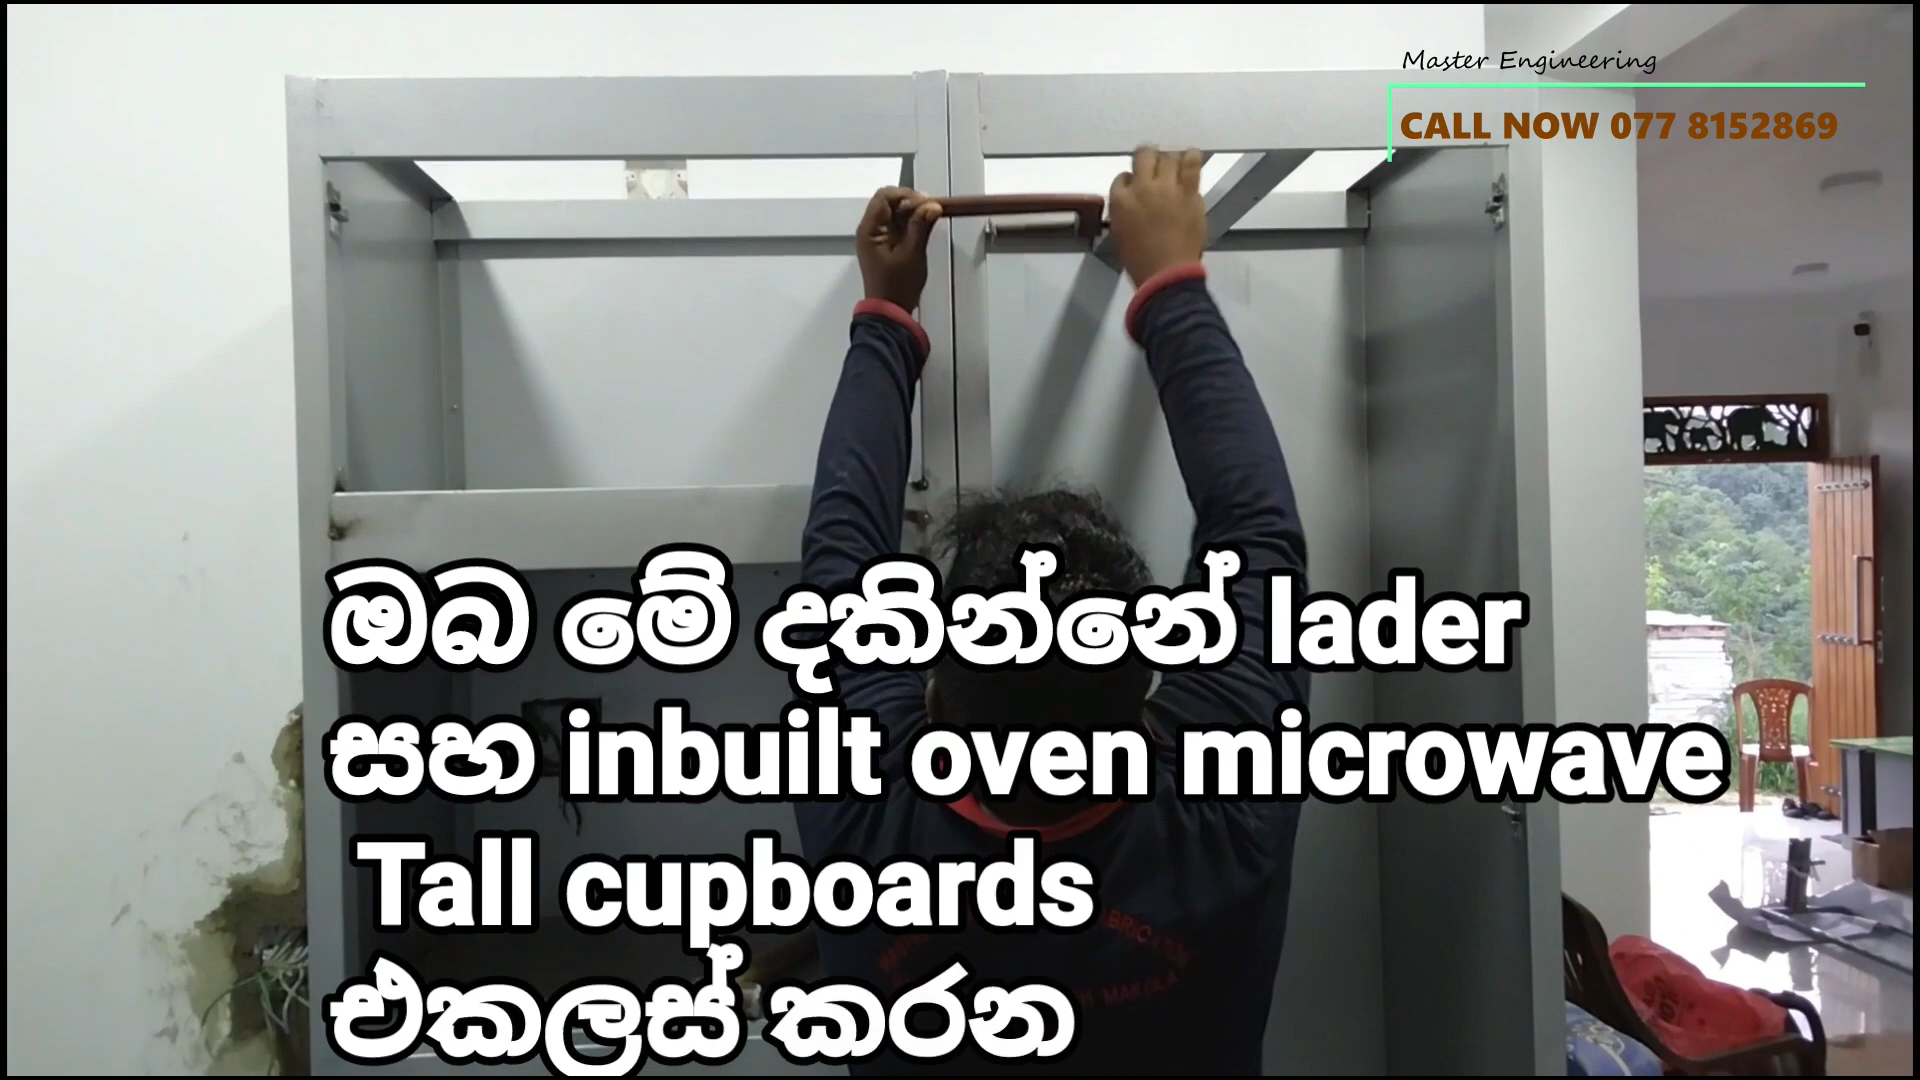 Master Engineering
CALL NOW 077 8152869
ඔබ මේ දකින්නේ lader
සහ inbuilt oven microwave
Tall cupboards
එකලස් කරන